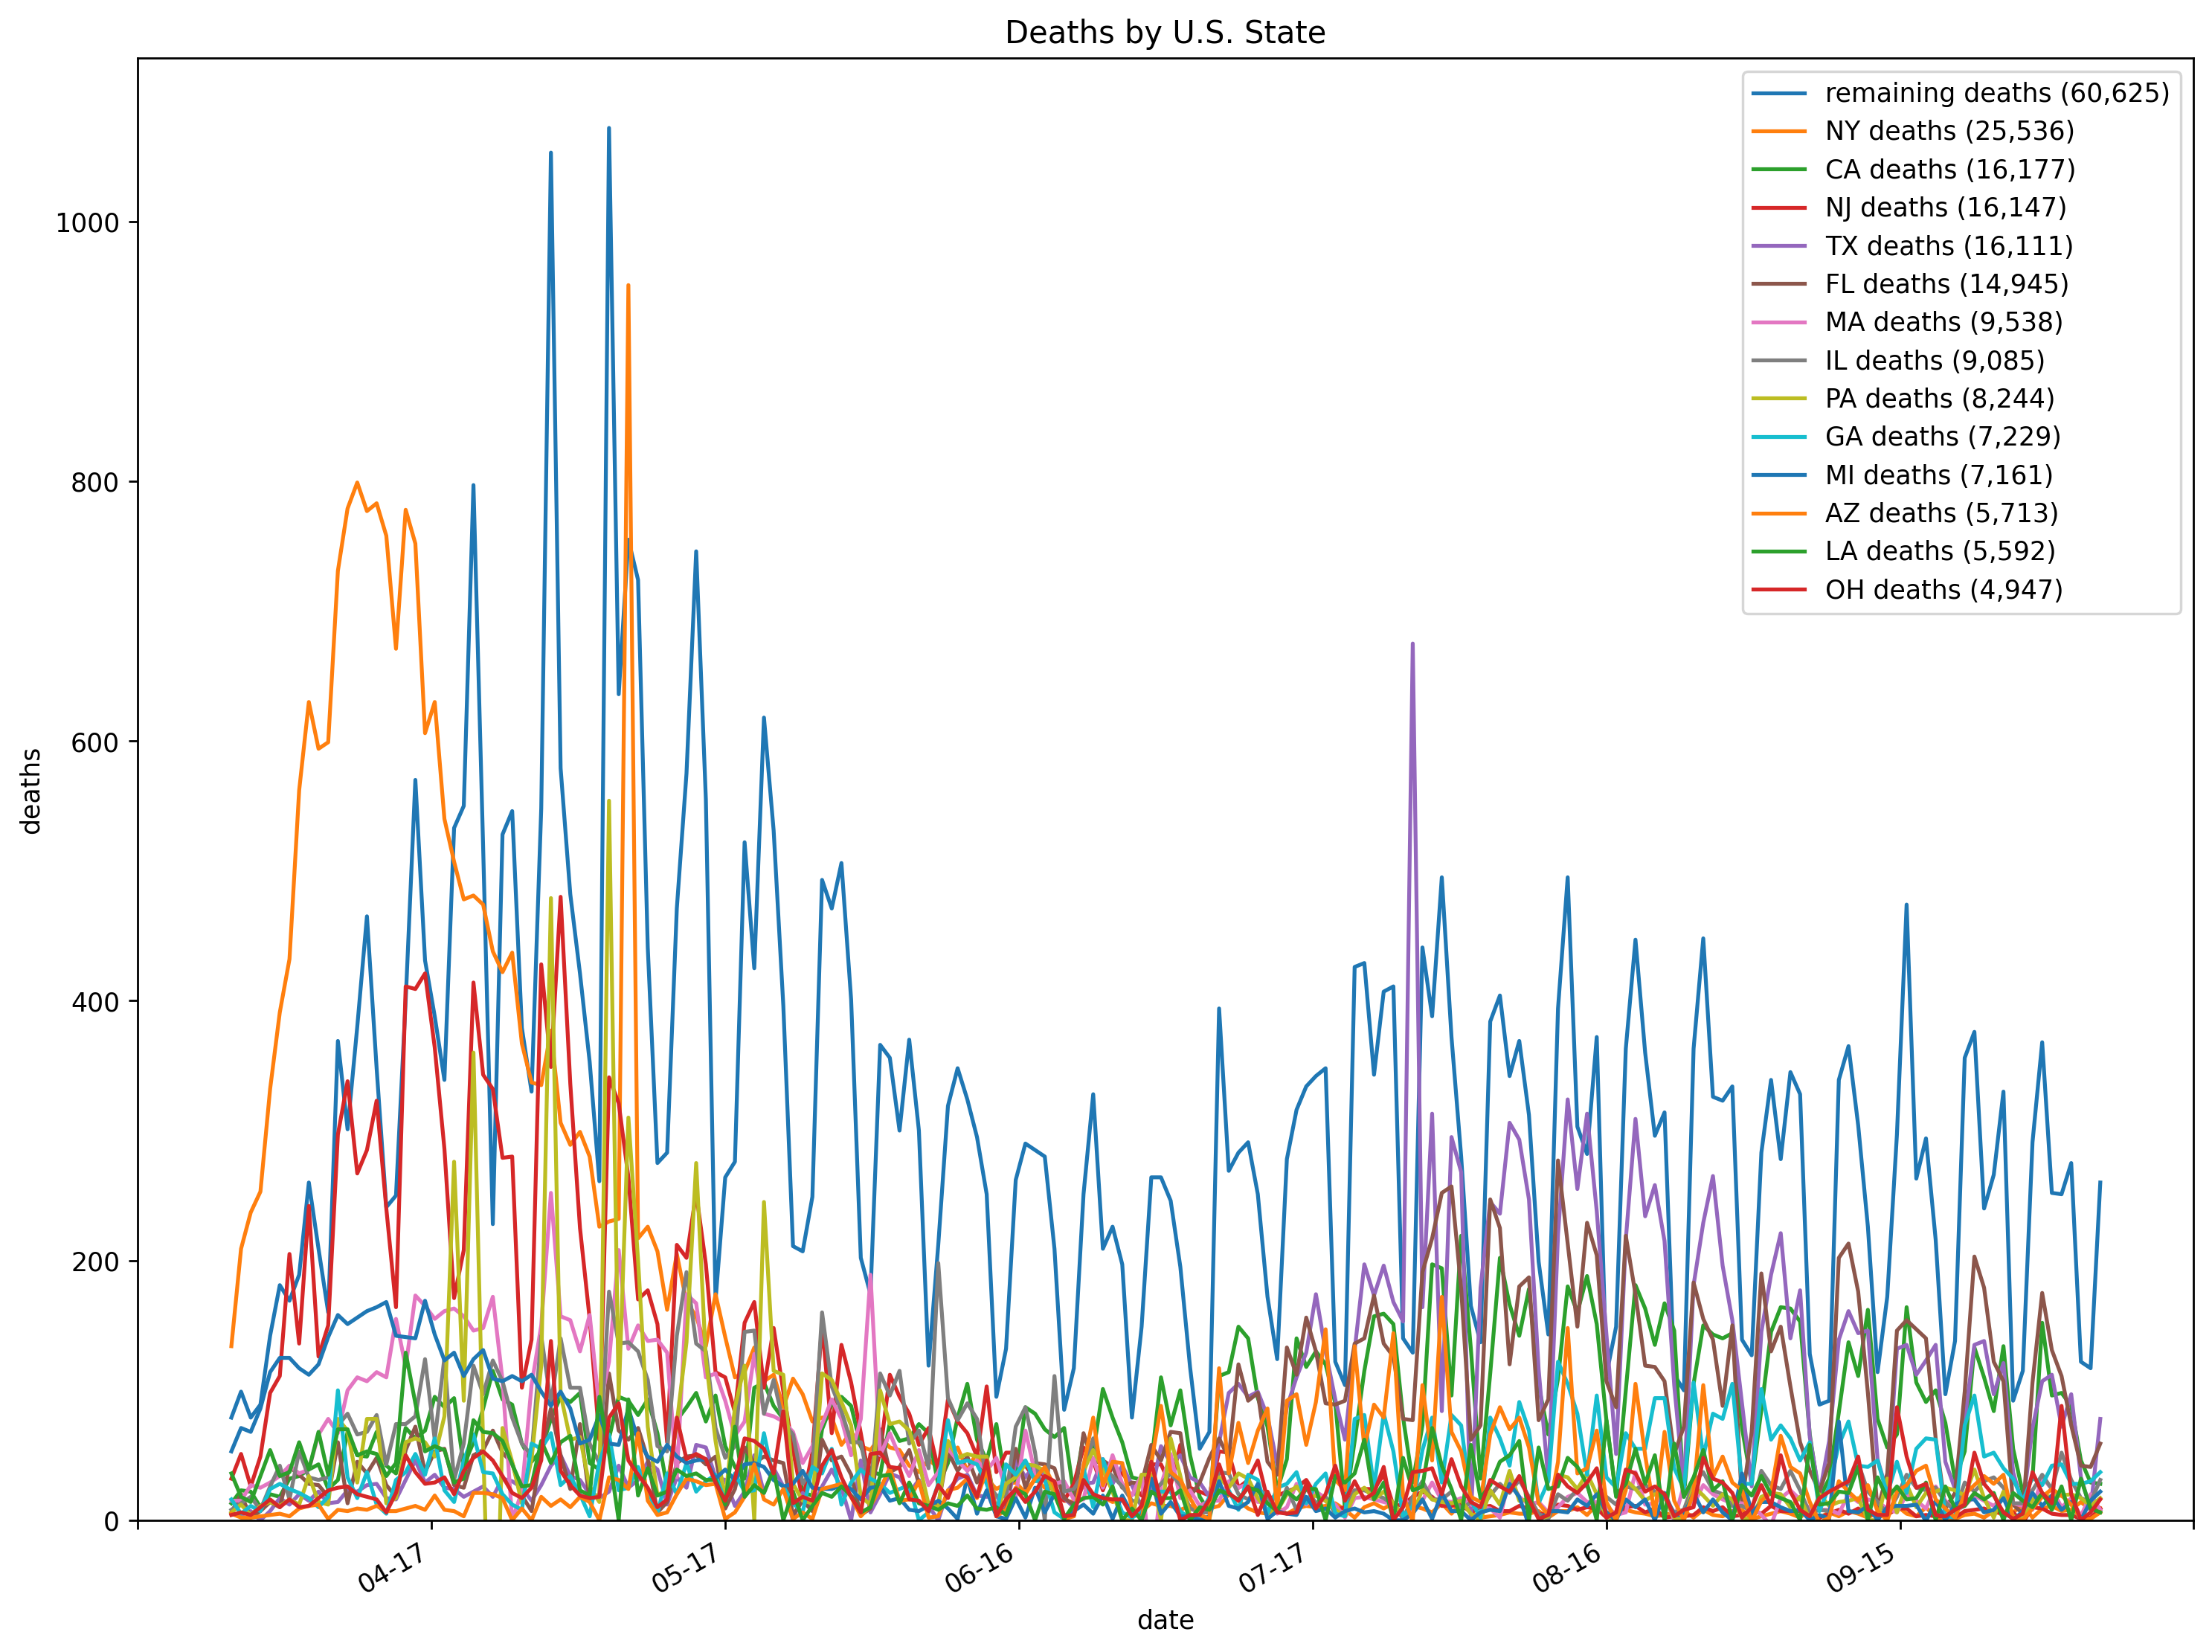 Deaths by U.S. State
remaining deaths (60,625)
NY deaths (25,536)
CA deaths (16,177)
NJ deaths (16,147)
TX deaths (16,111)
FL deaths (14,945)
MA deaths (9,538)
IL deaths (9,085)
PA deaths (8,244)
GA deaths (7,229)
MI deaths (7,161)
AZ deaths (5,713)
LA deaths (5,592)
OH deaths (4,947)
1000
800
600
400
200
0
deaths
04-17
05-17
06-16
07-17
08-16
09-15
date